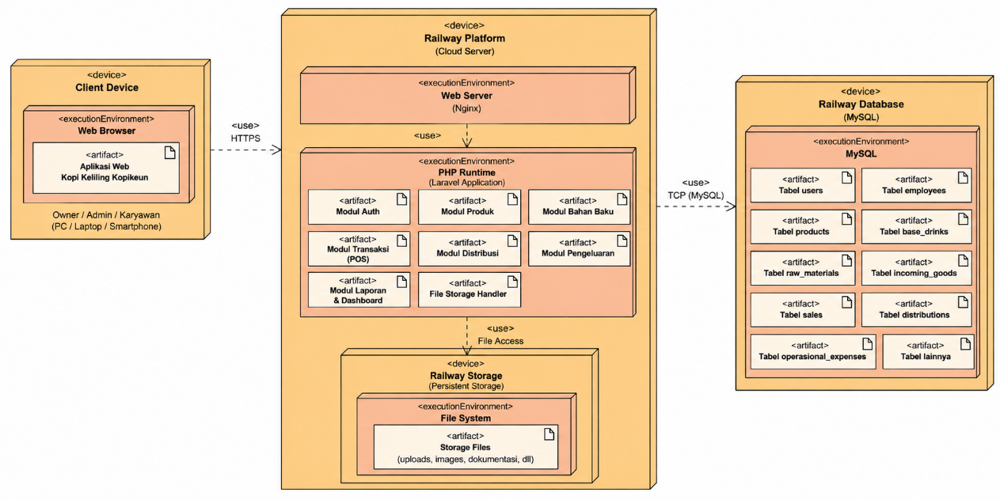 <device>
Client Device
<executionEnvironment>
Web Browser
<artifact>
Aplikasi Web
Kopi Keliling Kopikeun
Owner / Admin / Karyawan
(PC / Laptop / Smartphone)
<use>
HTTPS
<device>
Railway Platform
(Cloud Server)
<executionEnvironment>
Web Server
(Nginx)
<use>
<executionEnvironment>
PHP Runtime
(Laravel Application)
<artifact>
Modul Auth
<artifact>
Modul Produk
<artifact>
Modul Bahan Baku
<artifact>
Modul Transaksi
(POS)
<artifact>
Modul Distribusi
<artifact>
Modul Pengeluaran
<artifact>
Modul Laporan
& Dashboard
<artifact>
File Storage Handler
<use>
File Access
<device>
Railway Storage
(Persistent Storage)
<executionEnvironment>
File System
<artifact>
Storage Files
(uploads, images, dokumentasi, dll)
<use>
TCP (MySQL)
<device>
Railway Database
(MySQL)
<executionEnvironment>
MySQL
<artifact>
Tabel users
<artifact>
Tabel employees
<artifact>
Tabel products
<artifact>
Tabel base_drinks
<artifact>
Tabel raw_materials
<artifact>
Tabel incoming_goods
<artifact>
Tabel sales
<artifact>
Tabel distributions
<artifact>
Tabel operasional_expenses
<artifact>
Tabel lainnya